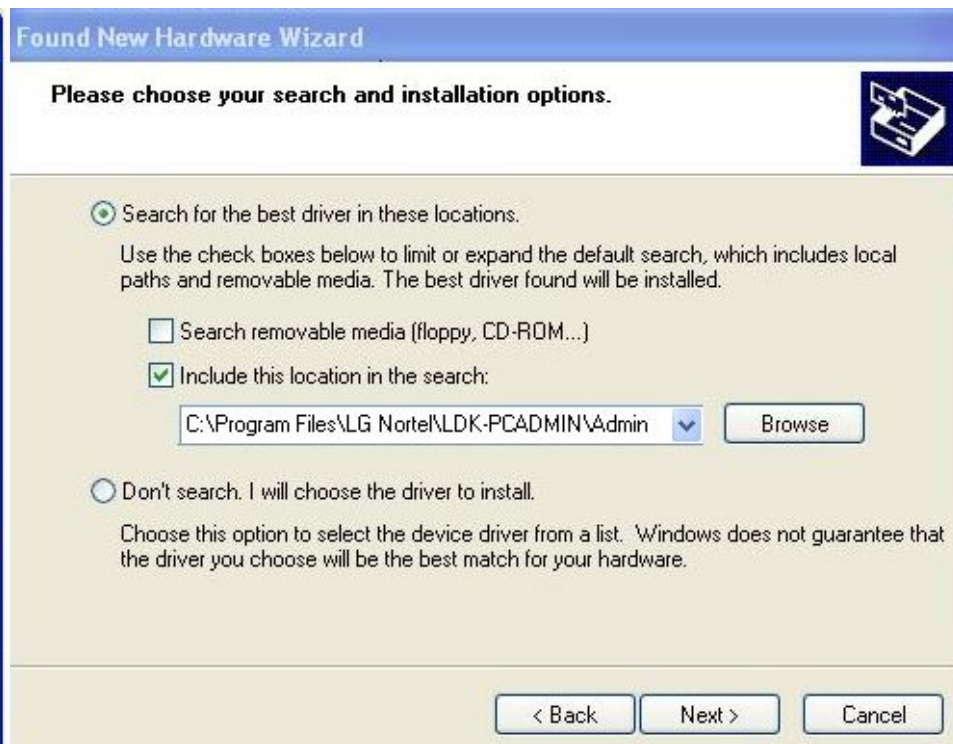 Found New Hardware Wizard
Please choose your search and installation options.
Search for the best driver in these locations.
Use the check boxes below to limit or expand the default search, which includes local
paths and removable media. The best driver found will be installed.
Search removable media (floppy, CD-ROM...)
Include this location in the search:
C:\Program Files\LG Nortel\LDK-PCADMIN\Admin
Browse
Don't search. I will choose the driver to install.
Choose this option to select the device driver from a list. Windows does not guarantee that
the driver you choose will be the best match for your hardware.
< Back Next > Cancel